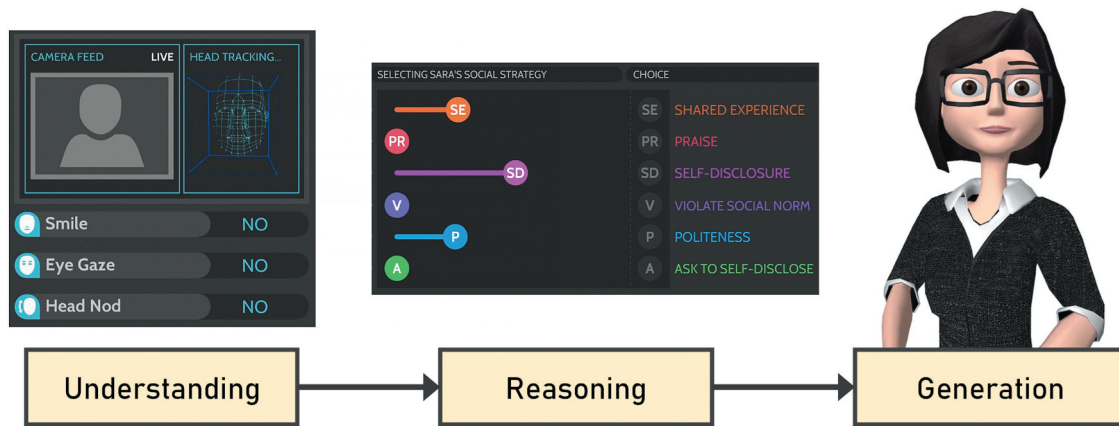 CAMERA FEED LIVE
HEAD TRACKING...
Smile NO
Eye Gaze NO
Head Nod NO
SELECTING SARA'S SOCIAL STRATEGY CHOICE
SE SE SHARED EXPERIENCE
PR PR PRAISE
SD SD SELF-DISCLOSURE
V V VIOLATE SOCIAL NORM
P P POLITENESS
A A ASK TO SELF-DISCLOSE
Understanding
Reasoning
Generation